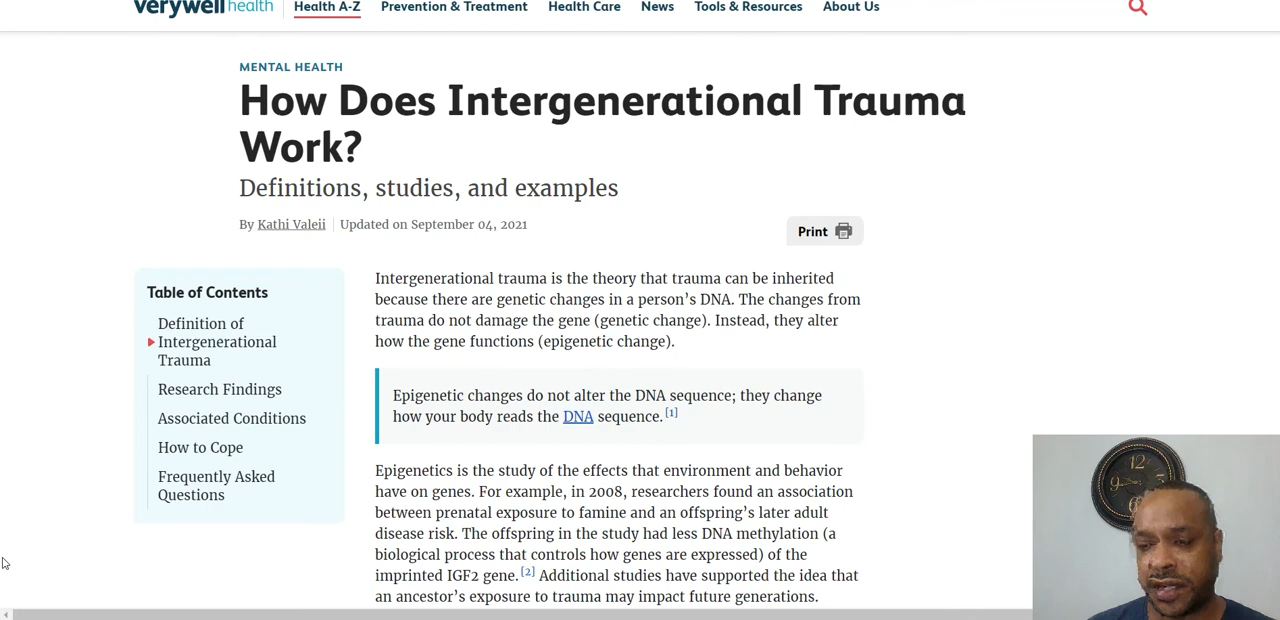 verywell health
Health A-Z
Prevention & Treatment
Health Care
News
Tools & Resources
About Us
MENTAL HEALTH
How Does Intergenerational Trauma
Work?
Definitions, studies, and examples
By Kathi Valeii
Updated on September 04, 2021
Print
Table of Contents
Definition of
Intergenerational
Trauma
Research Findings
Associated Conditions
How to Cope
Frequently Asked
Questions
Intergenerational trauma is the theory that trauma can be inherited
because there are genetic changes in a person’s DNA. The changes from
trauma do not damage the gene (genetic change). Instead, they alter
how the gene functions (epigenetic change).
Epigenetic changes do not alter the DNA sequence; they change
how your body reads the DNA sequence. [1]
Epigenetics is the study of the effects that environment and behavior
have on genes. For example, in 2008, researchers found an association
between prenatal exposure to famine and an offspring’s later adult
disease risk. The offspring in the study had less DNA methylation (a
biological process that controls how genes are expressed) of the
imprinted IGF2 gene. [2] Additional studies have supported the idea that
an ancestor’s exposure to trauma may impact future generations.
12
9